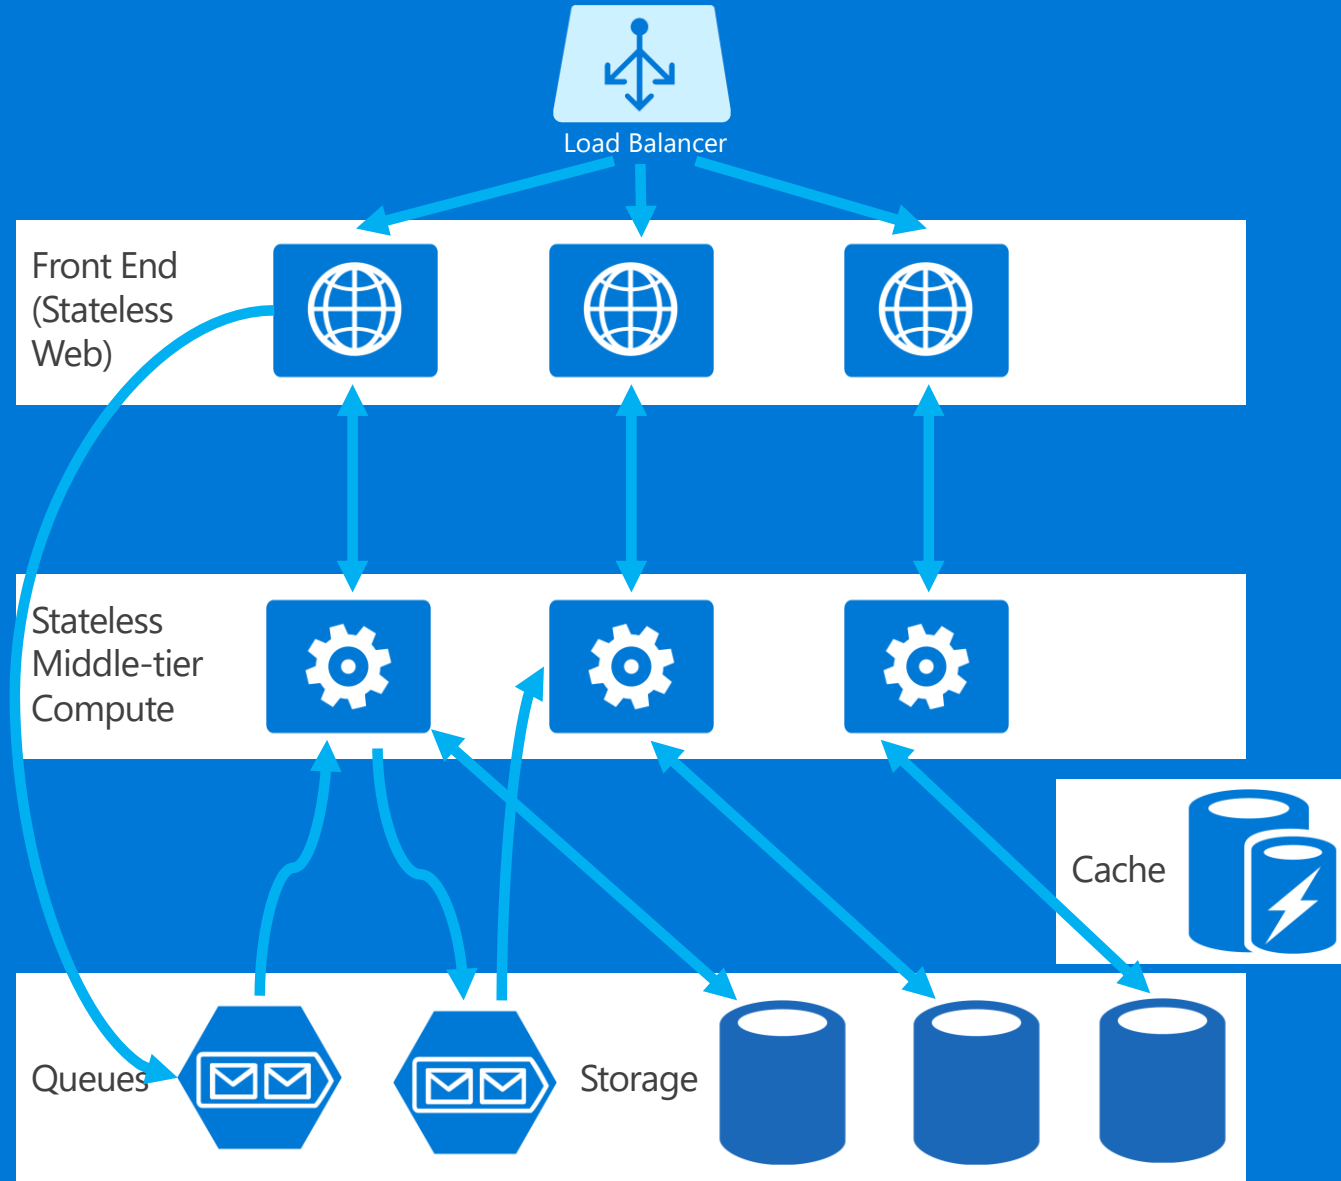 Load Balancer
Front End
(Stateless
Web)
Stateless
Middle-tier
Compute
Cache
Queues
Storage